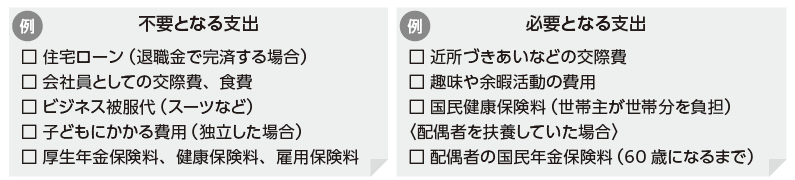 例 不要となる支出
□ 住宅ローン（退職金で完済する場合）
□ 会社員としての交際費、食費
□ ビジネス被服代（スーツなど）
□ 子どもにかかる費用（独立した場合）
□ 厚生年金保険料、健康保険料、雇用保険料
例 必要となる支出
□ 近所づきあいなどの交際費
□ 趣味や余暇活動の費用
□ 国民健康保険料（世帯主が世帯分を負担）
〈配偶者を扶養していた場合〉
□ 配偶者の国民年金保険料（60 歳になるまで）